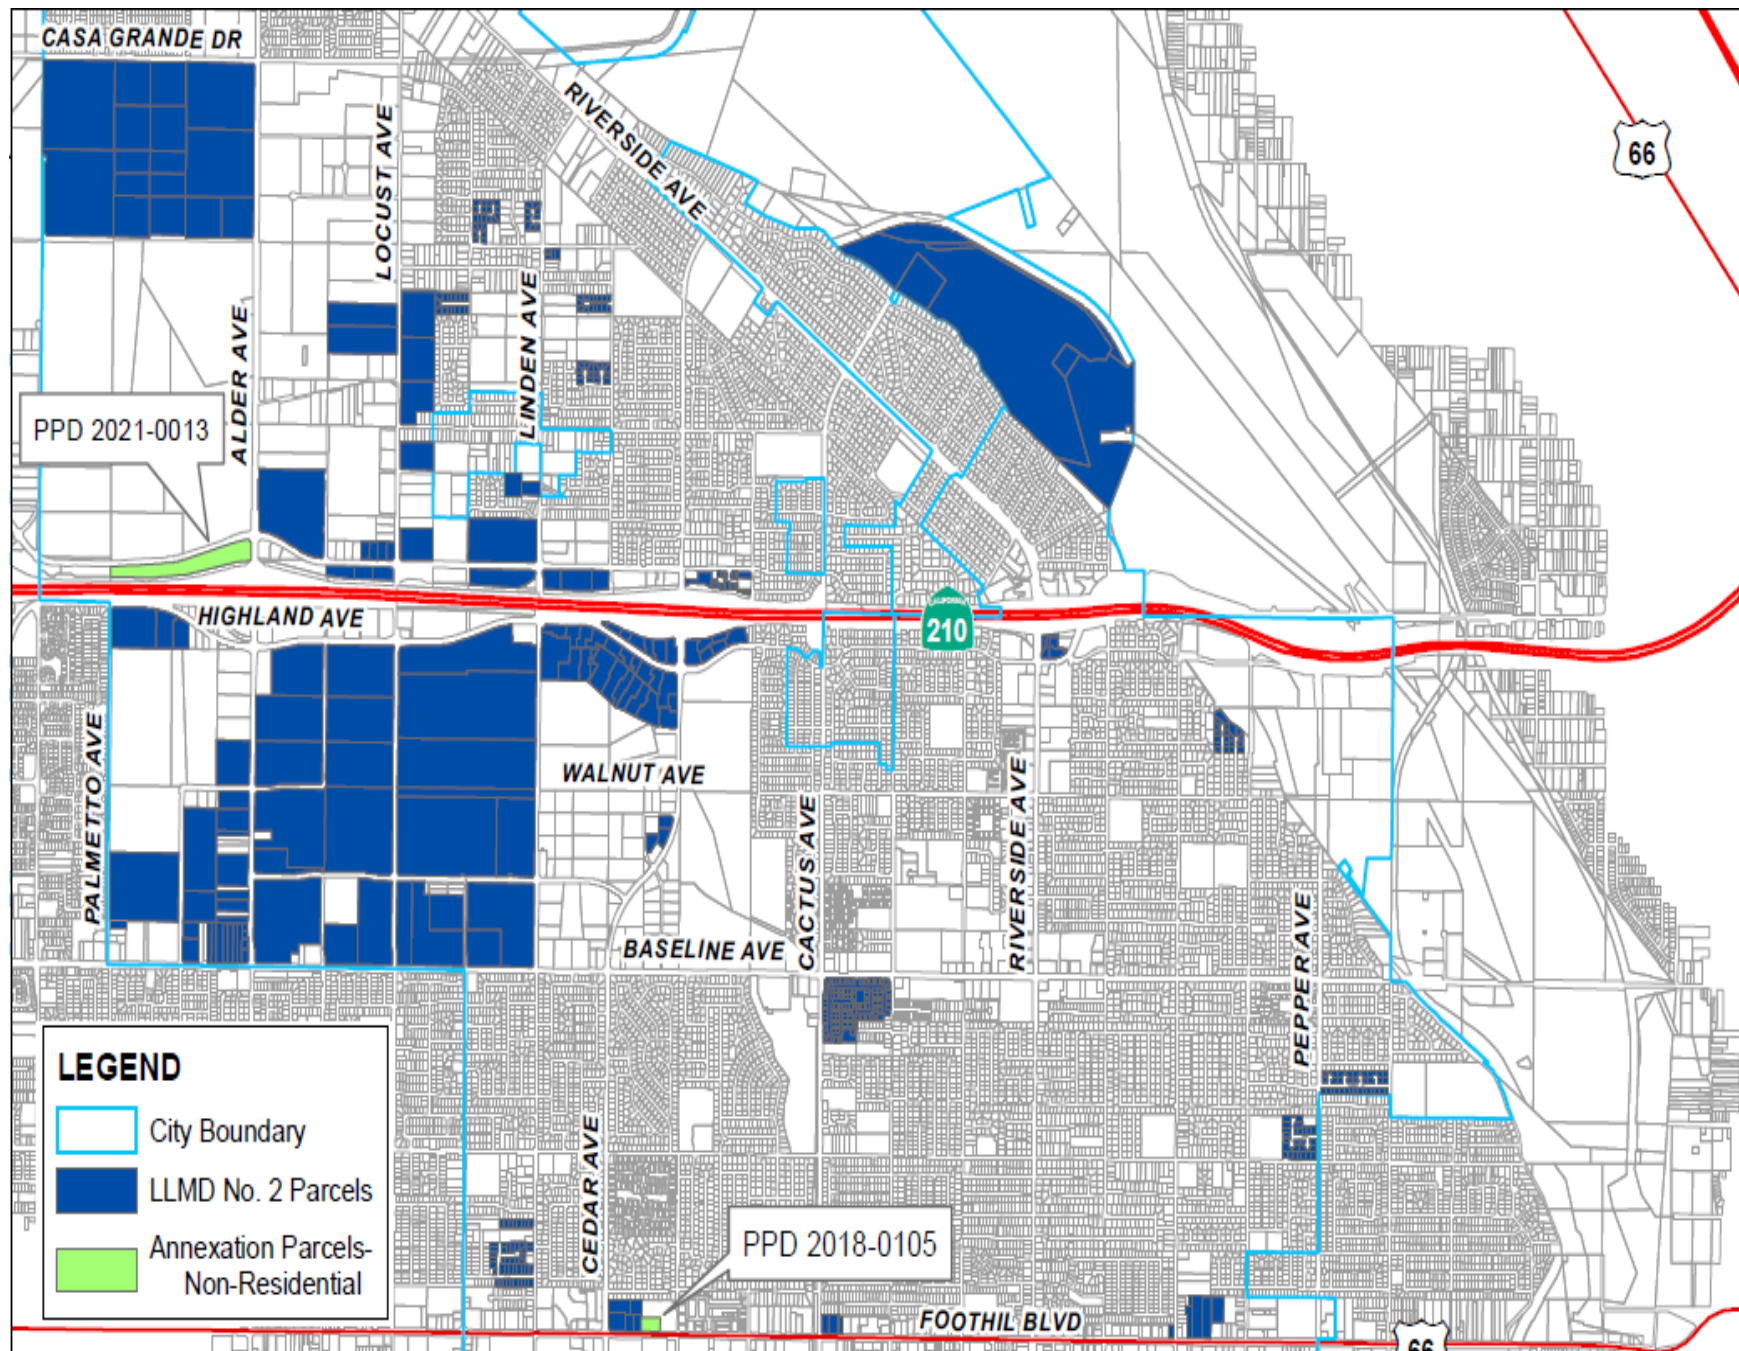 CASA GRANDE DR
RIVERSIDE AVE
LOCUST AVE
66
LINDEN AVE
ALDER AVE
PPD 2021-0013
HIGHLAND AVE
CALIFORNIA
210
PALMETTO AVE
WALNUT AVE
CACTUS AVE
RIVERSIDE AVE
BASELINE AVE
PEPPER AVE
LEGEND
City Boundary
LLMD No. 2 Parcels
Annexation Parcels-
Non-Residential
CEDAR AVE
PPD 2018-0105
FOOTHIL BLVD
66